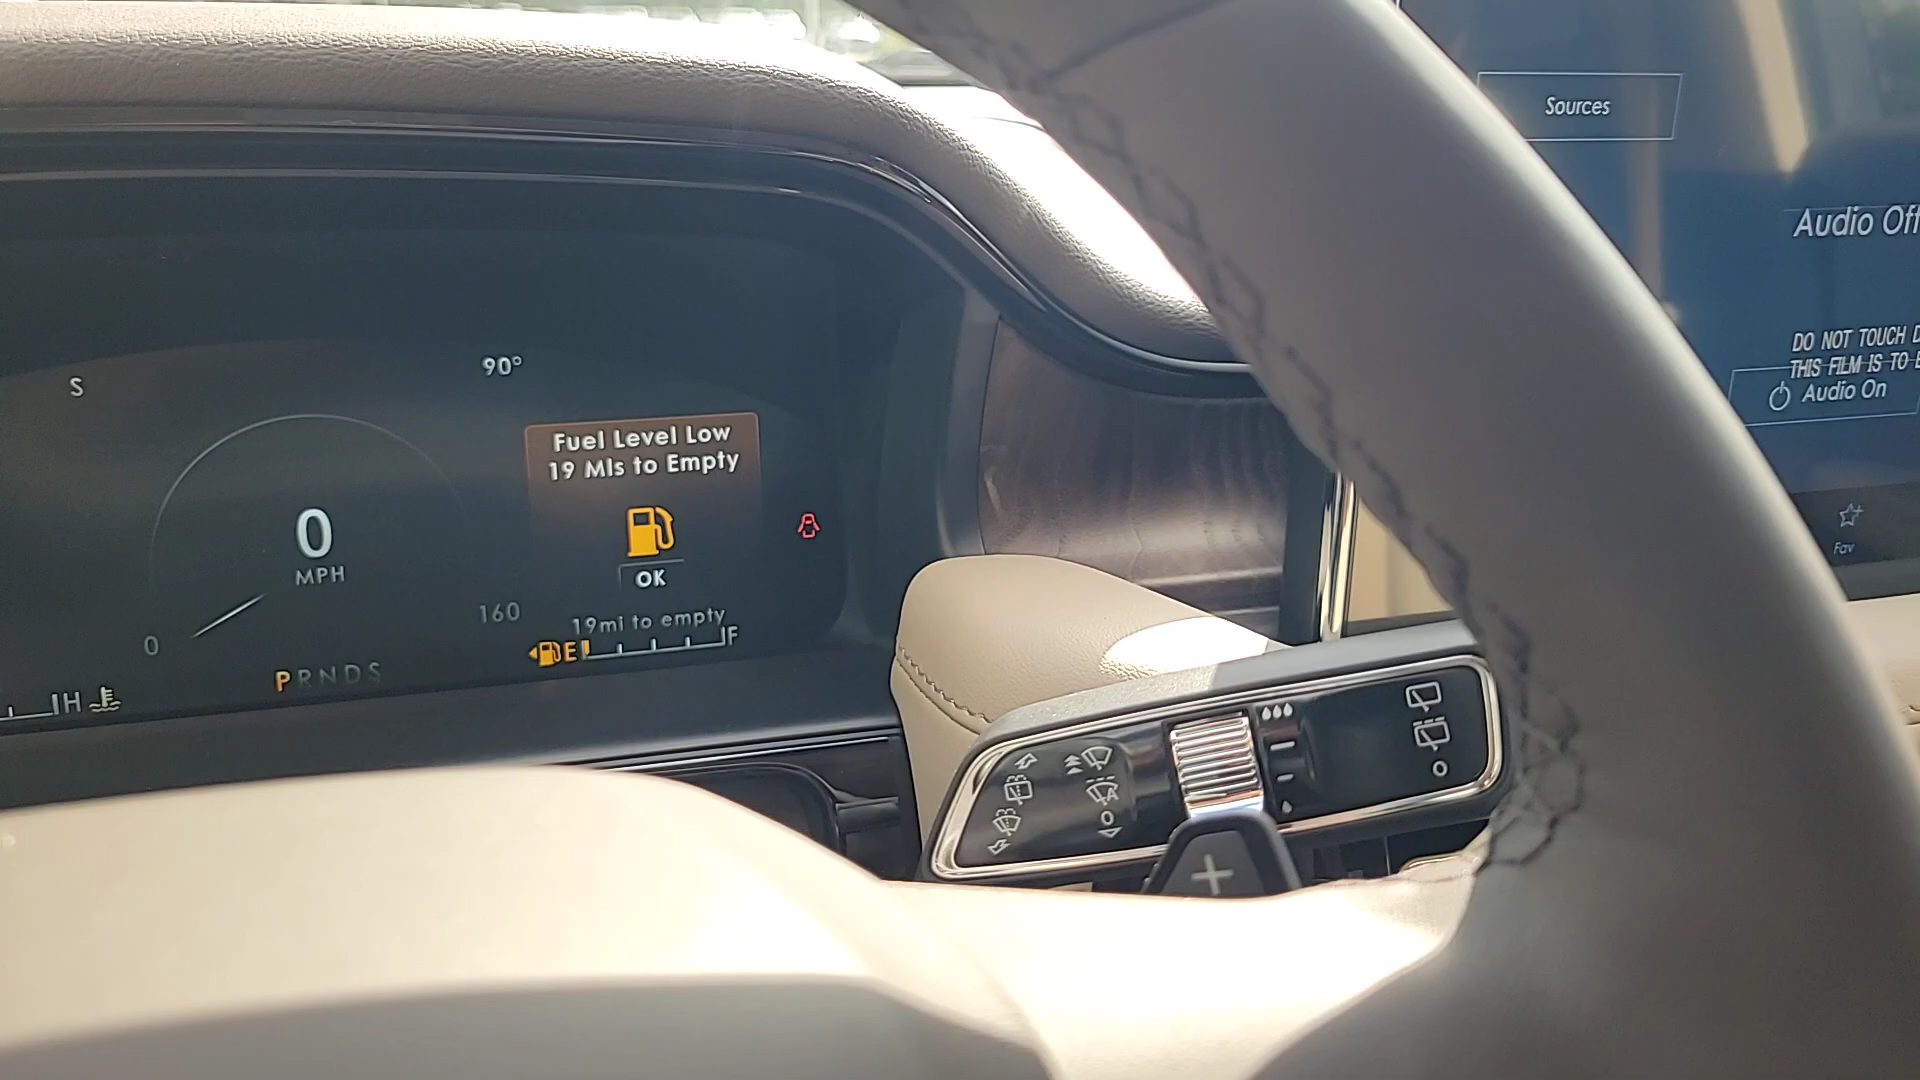 Sources
Audio Off
DO NOT TOUCH
THIS FILM IS TO
Audio On
Fav
S
90°
Fuel Level Low
19 MIs to Empty
OK
0
MPH
0
160
19mi to empty
E
F
PRNDS
H
A
O
O
+